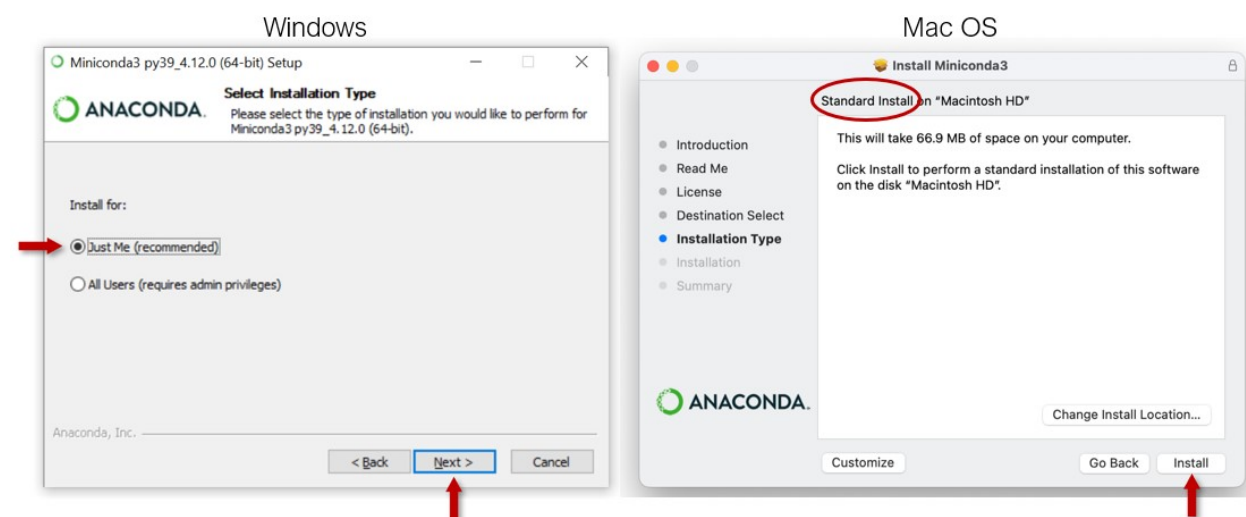 Windows
Miniconda3 py39_4.12.0 (64-bit) Setup
ANACONDA.
Select Installation Type
Please select the type of installation you would like to perform for
Miniconda3 py39_4.12.0 (64-bit).
Install for:
Just Me (recommended)
All Users (requires admin privileges)
Anaconda, Inc.
< Back
Next >
Cancel
Mac OS
Install Miniconda3
Standard Install on "Macintosh HD"
Introduction
Read Me
License
Destination Select
Installation Type
Installation
Summary
This will take 66.9 MB of space on your computer.
Click Install to perform a standard installation of this software
on the disk "Macintosh HD".
ANACONDA.
Change Install Location...
Customize
Go Back
Install